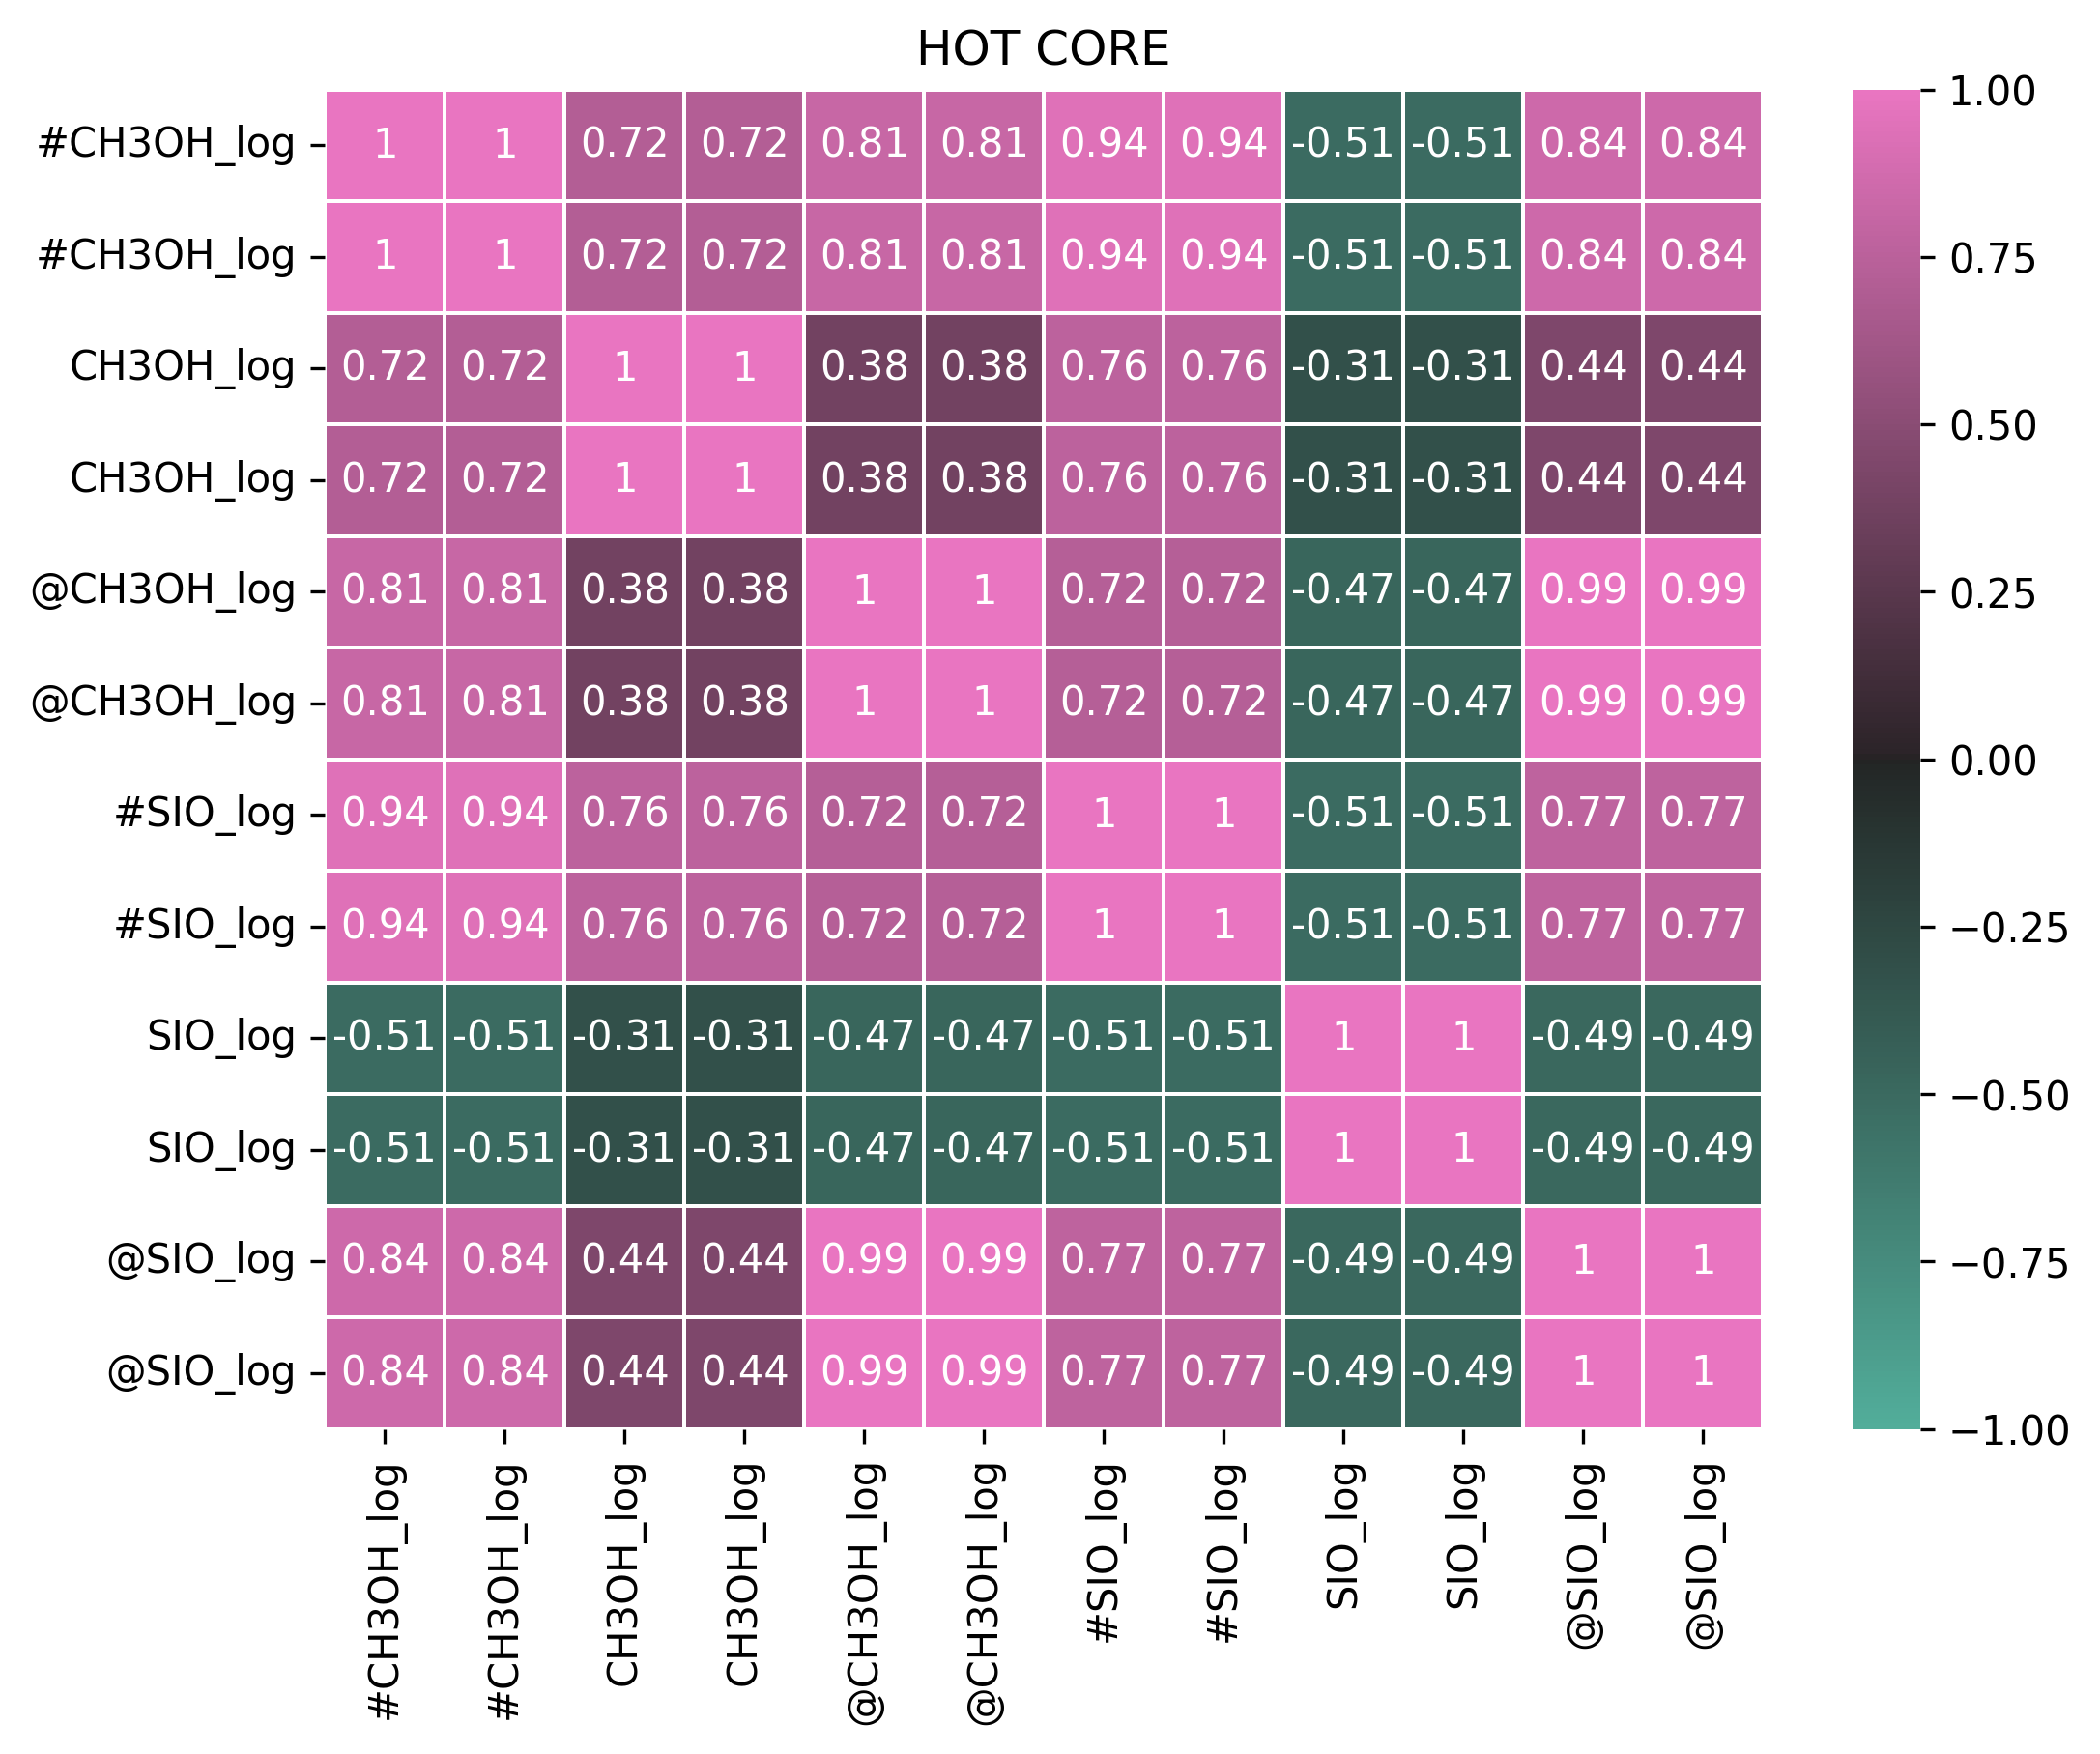 HOT CORE
#CH3OH_log 1 1 0.72 0.72 0.81 0.81 0.94 0.94 -0.51 -0.51 0.84 0.84
#CH3OH_log 1 1 0.72 0.72 0.81 0.81 0.94 0.94 -0.51 -0.51 0.84 0.84
CH3OH_log 0.72 0.72 1 1 0.38 0.38 0.76 0.76 -0.31 -0.31 0.44 0.44
CH3OH_log 0.72 0.72 1 1 0.38 0.38 0.76 0.76 -0.31 -0.31 0.44 0.44
@CH3OH_log 0.81 0.81 0.38 0.38 1 1 0.72 0.72 -0.47 -0.47 0.99 0.99
@CH3OH_log 0.81 0.81 0.38 0.38 1 1 0.72 0.72 -0.47 -0.47 0.99 0.99
#SIO_log 0.94 0.94 0.76 0.76 0.72 0.72 1 1 -0.51 -0.51 0.77 0.77
#SIO_log 0.94 0.94 0.76 0.76 0.72 0.72 1 1 -0.51 -0.51 0.77 0.77
SIO_log -0.51 -0.51 -0.31 -0.31 -0.47 -0.47 -0.51 -0.51 1 1 -0.49 -0.49
SIO_log -0.51 -0.51 -0.31 -0.31 -0.47 -0.47 -0.51 -0.51 1 1 -0.49 -0.49
@SIO_log 0.84 0.84 0.44 0.44 0.99 0.99 0.77 0.77 -0.49 -0.49 1 1
@SIO_log 0.84 0.84 0.44 0.44 0.99 0.99 0.77 0.77 -0.49 -0.49 1 1
#CH3OH_log
#CH3OH_log
CH3OH_log
CH3OH_log
@CH3OH_log
@CH3OH_log
#SIO_log
#SIO_log
SIO_log
SIO_log
@SIO_log
@SIO_log
1.00
0.75
0.50
0.25
0.00
−0.25
−0.50
−0.75
−1.00